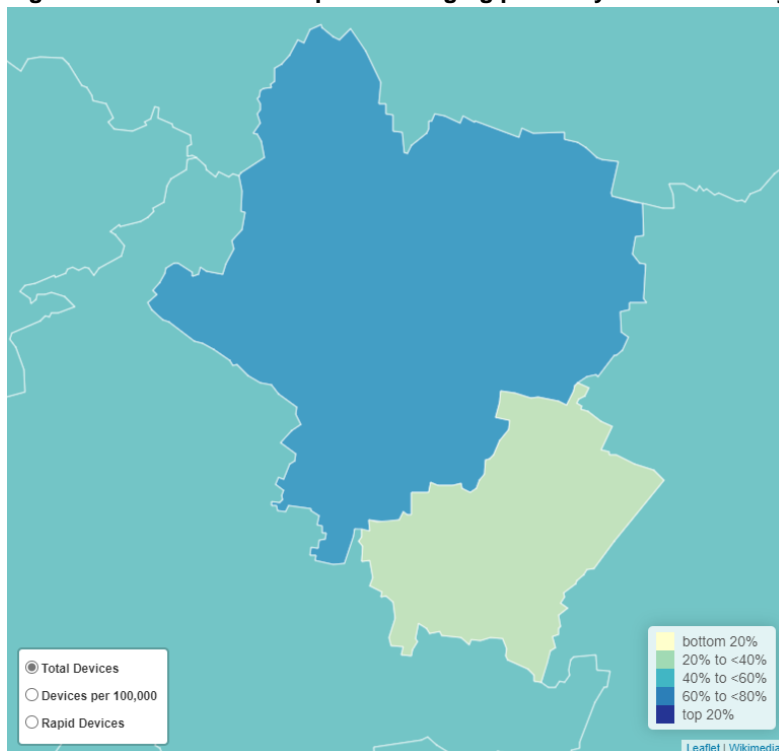 Total Devices
Devices per 100,000
Rapid Devices
bottom 20%
20% to <40%
40% to <60%
60% to <80%
top 20%
Leaflet | Wikimedia